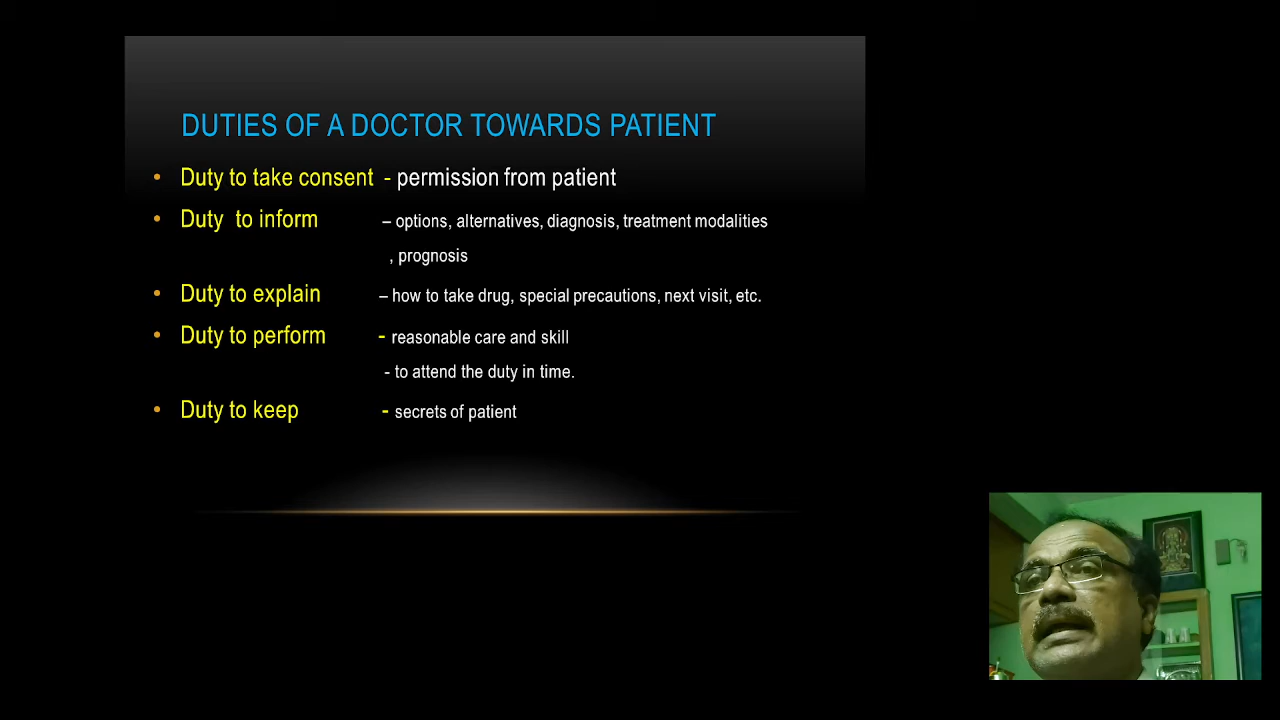 DUTIES OF A DOCTOR TOWARDS PATIENT
• Duty to take consent - permission from patient
• Duty to inform – options, alternatives, diagnosis, treatment modalities
, prognosis
• Duty to explain – how to take drug, special precautions, next visit, etc.
• Duty to perform - reasonable care and skill
- to attend the duty in time.
• Duty to keep - secrets of patient